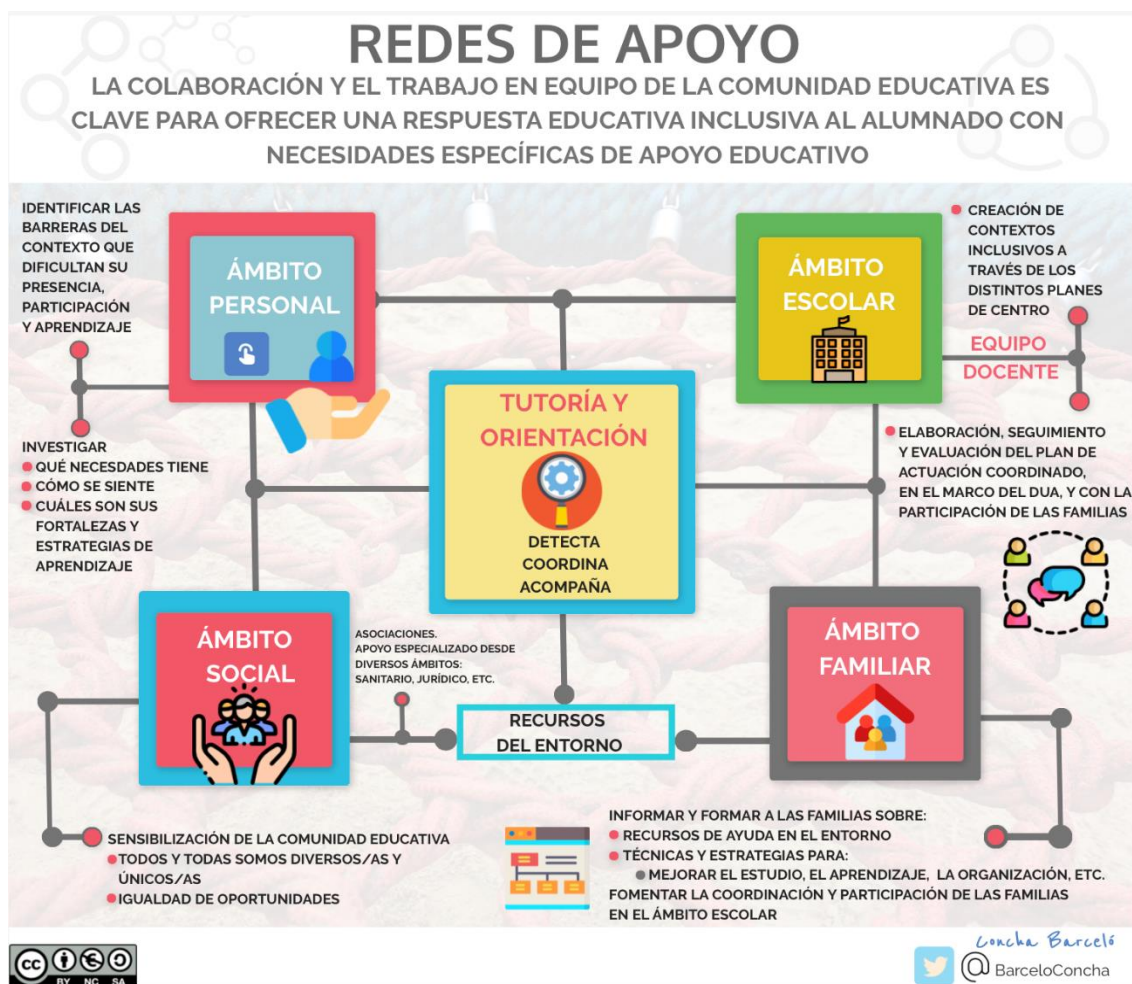 REDES DE APOYO
LA COLABORACIÓN Y EL TRABAJO EN EQUIPO DE LA COMUNIDAD EDUCATIVA ES
CLAVE PARA OFRECER UNA RESPUESTA EDUCATIVA INCLUSIVA AL ALUMNADO CON
NECESIDADES ESPECÍFICAS DE APOYO EDUCATIVO
IDENTIFICAR LAS
BARRERAS DEL
CONTEXTO QUE
DIFICULTAN SU
PRESENCIA,
PARTICIPACIÓN
Y APRENDIZAJE
INVESTIGAR
QUÉ NECESDADES TIENE
CÓMO SE SIENTE
CUÁLES SON SUS
FORTALEZAS Y
ESTRATEGIAS DE
APRENDIZAJE
ÁMBITO
PERSONAL
TUTORÍA Y
ORIENTACIÓN
DETECTA
COORDINA
ACOMPAÑA
ÁMBITO
ESCOLAR
CREACIÓN DE
CONTEXTOS
INCLUSIVOS A
TRAVÉS DE LOS
DISTINTOS PLANES
DE CENTRO
EQUIPO
DOCENTE
ELABORACIÓN, SEGUIMIENTO
Y EVALUACIÓN DEL PLAN DE
ACTUACIÓN COORDINADO,
EN EL MARCO DEL DUA, Y CON LA
PARTICIPACIÓN DE LAS FAMILIAS
ÁMBITO
SOCIAL
ASOCIACIONES.
APOYO ESPECIALIZADO DESDE
DIVERSOS ÁMBITOS:
SANITARIO, JURÍDICO, ETC.
RECURSOS
DEL ENTORNO
ÁMBITO
FAMILIAR
SENSIBILIZACIÓN DE LA COMUNIDAD EDUCATIVA
TODOS Y TODAS SOMOS DIVERSOS/AS Y
ÚNICOS/AS
IGUALDAD DE OPORTUNIDADES
INFORMAR Y FORMAR A LAS FAMILIAS SOBRE:
RECURSOS DE AYUDA EN EL ENTORNO
TÉCNICAS Y ESTRATEGIAS PARA:
MEJORAR EL ESTUDIO, EL APRENDIZAJE, LA ORGANIZACIÓN, ETC.
FOMENTAR LA COORDINACIÓN Y PARTICIPACIÓN DE LAS FAMILIAS
EN EL ÁMBITO ESCOLAR
cc
BY NC SA
Concha Barceló
@ BarceloConcha